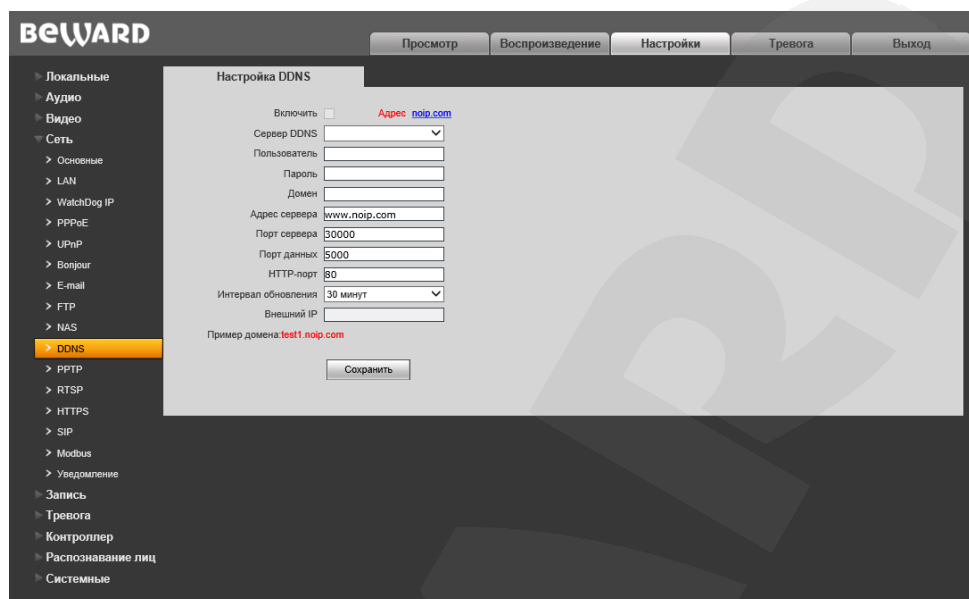 BEWARD
Просмотр Воспроизведение Настройки Тревога Выход
Локальные
Аудио
Видео
Сеть
Основные
LAN
WatchDog IP
PPPoE
UPnP
Bonjour
E-mail
FTP
NAS
DDNS
PPTP
RTSP
HTTPS
SIP
Modbus
Уведомление
Запись
Тревога
Контроллер
Распознавание лиц
Системные
Настройка DDNS
Включить Адрес noip.com
Сервер DDNS
Пользователь
Пароль
Домен
Адрес сервера www.noip.com
Порт сервера 30000
Порт данных 5000
HTTP-порт 80
Интервал обновления 30 минут
Внешний IP
Пример домена:test1.noip.com
Сохранить